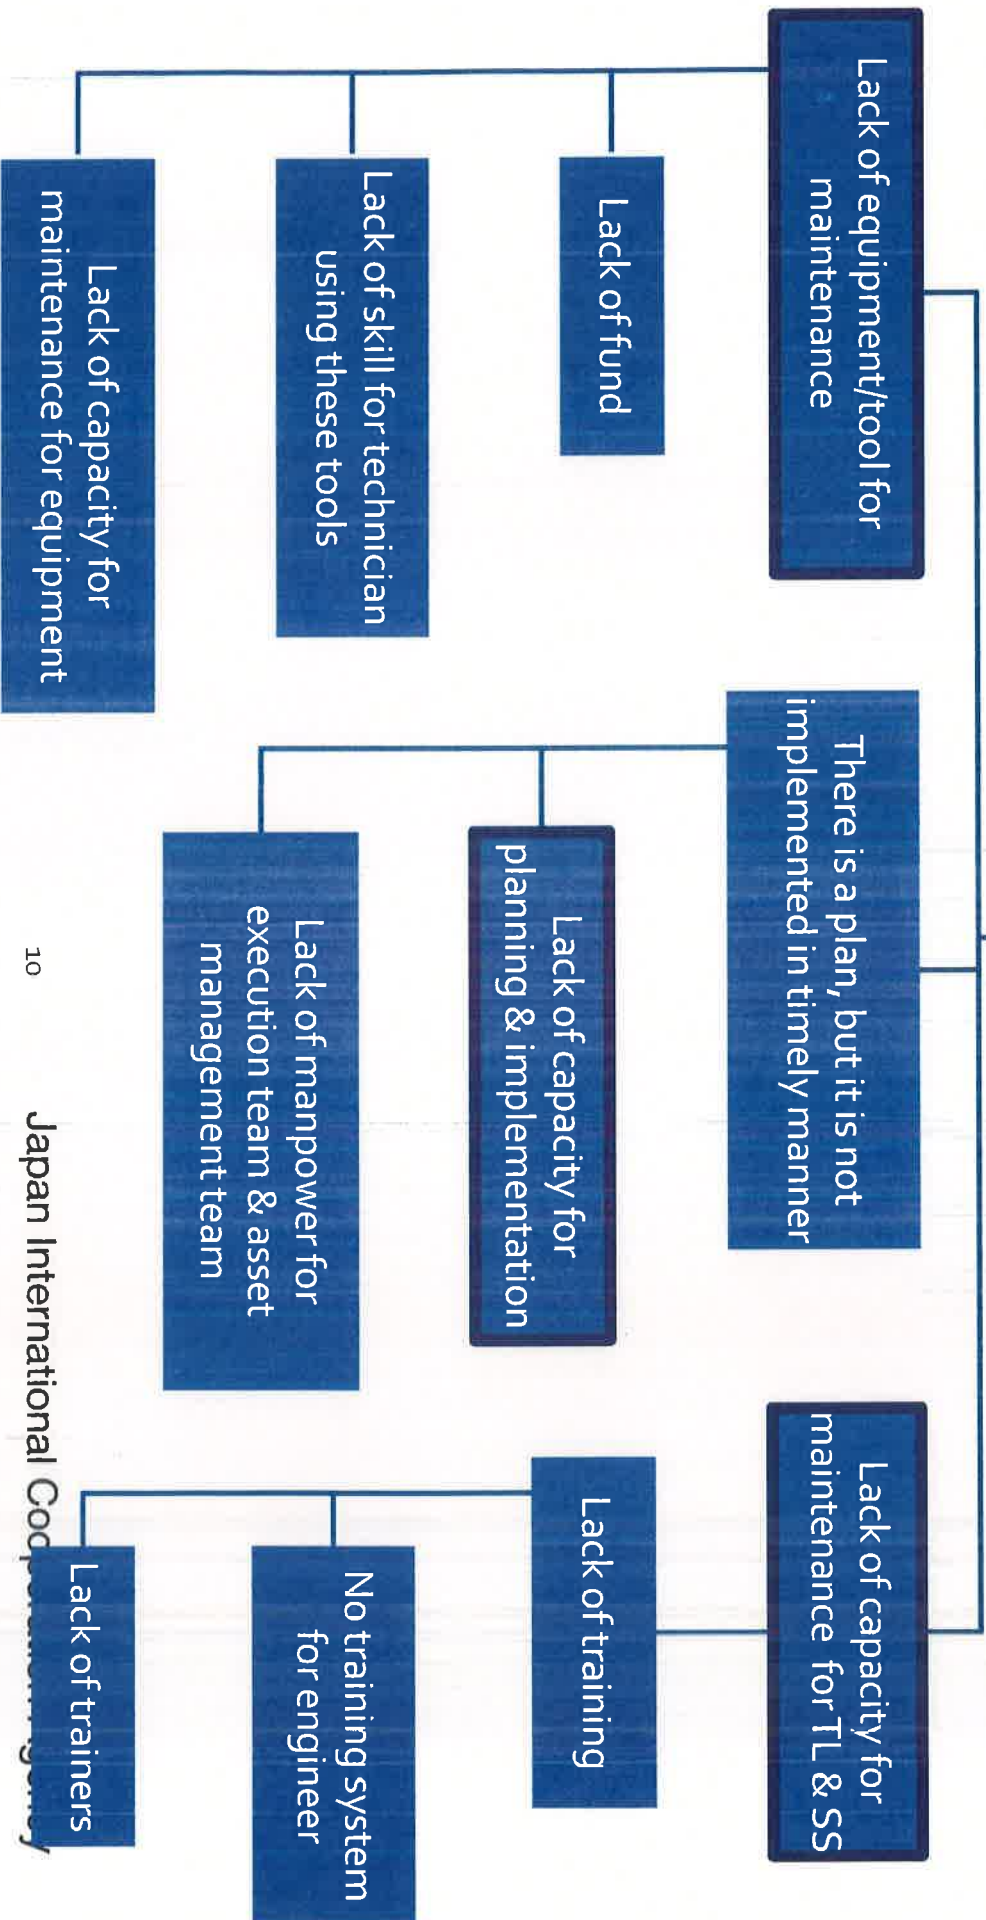 Lack of equipment/tool for
maintenance
Lack of fund
Lack of skill for technician
using these tools
Lack of capacity for
maintenance for equipment
There is a plan, but it is not
implemented in timely manner
Lack of capacity for
planning & implementation
Lack of manpower for
execution team & asset
management team
Lack of capacity for
maintenance for TL & SS
Lack of training
No training system
for engineer
Lack of trainers
10
Japan International Cooperation Agency